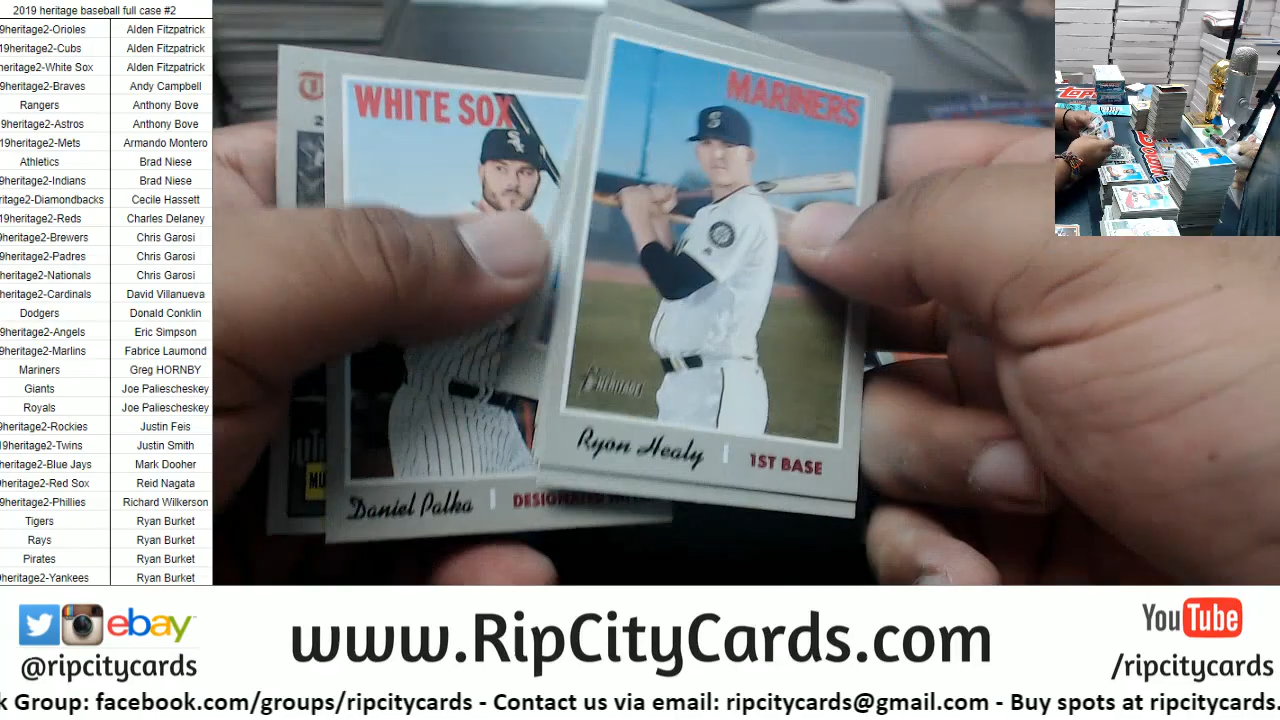 2019 heritage baseball full case #2
9heritage2-Orioles Alden Fitzpatrick
19heritage2-Cubs Alden Fitzpatrick
heritage2-White Sox Alden Fitzpatrick
9heritage2-Braves Andy Campbell
Rangers Anthony Bove
9heritage2-Astros Anthony Bove
19heritage2-Mets Armando Montero
Athletics Brad Niese
9heritage2-Indians Brad Niese
ritage2-Diamondbacks Cecile Hassett
19heritage2-Reds Charles Delaney
9heritage2-Brewers Chris Garosi
9heritage2-Padres Chris Garosi
heritage2-Nationals Chris Garosi
heritage2-Cardinals David Villanueva
Dodgers Donald Conklin
9heritage2-Angels Eric Simpson
9heritage2-Marlins Fabrice Laumond
Mariners Greg HORNBY
Giants Joe Paliescheskey
Royals Joe Paliescheskey
9heritage2-Rockies Justin Feis
19heritage2-Twins Justin Smith
heritage2-Blue Jays Mark Dooher
heritage2-Red Sox Reid Nagata
9heritage2-Phillies Richard Wilkerson
Tigers Ryan Burket
Rays Ryan Burket
Pirates Ryan Burket
heritage2-Yankees Ryan Burket
WHITE SOX
Daniel Palka
MARINERS
S
HERITAGE
Ryon Healy 1ST BASE
TOPPS
ebay
@ripcitycards
www.RipCityCards.com
YouTube
/ripcitycards
k Group: facebook.com/groups/ripcitycards - Contact us via email: ripcitycards@gmail.com - Buy spots at ripcitycards.